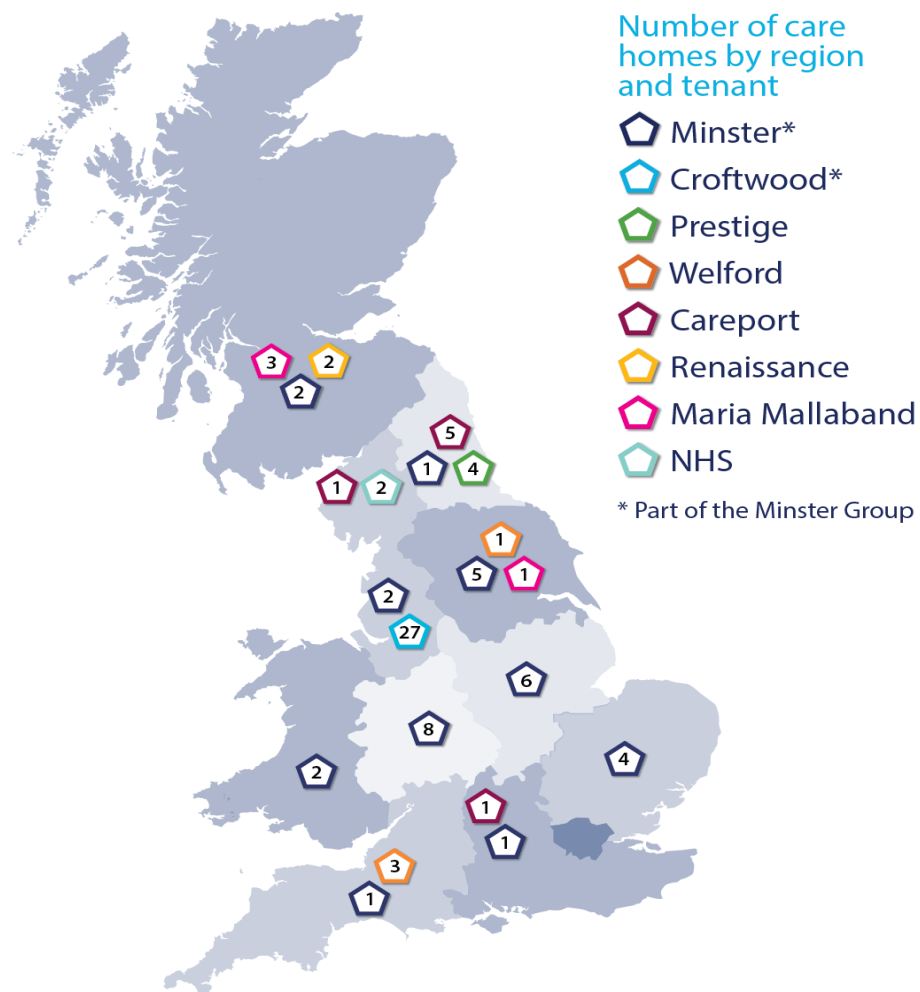 Number of care
homes by region
and tenant
Minster*
Croftwood*
Prestige
Welford
Careport
Renaissance
Maria Mallaband
NHS
* Part of the Minster Group
3
2
2
5
1
4
1
2
1
5
1
2
27
6
8
4
2
1
1
3
1